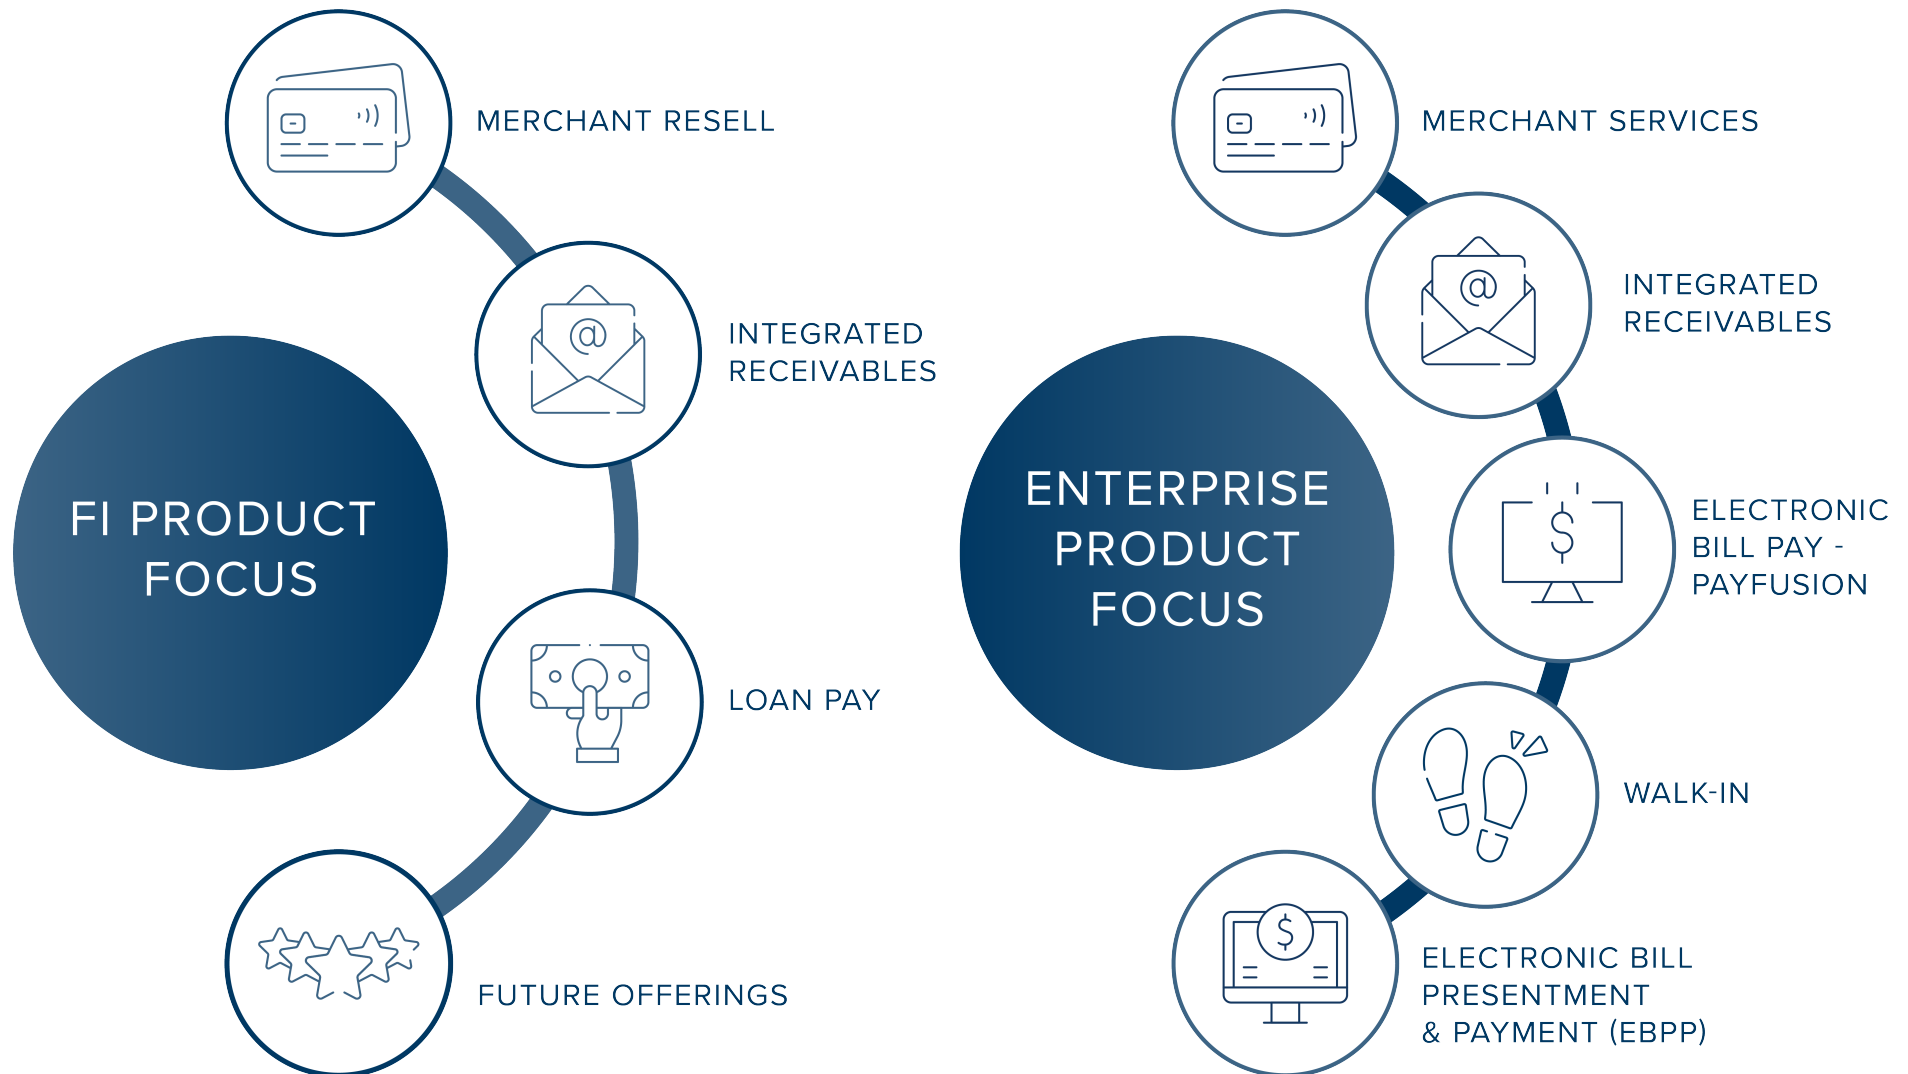 FI PRODUCT
FOCUS
MERCHANT RESELL
INTEGRATED
RECEIVABLES
@
LOAN PAY
FUTURE OFFERINGS
ENTERPRISE
PRODUCT
FOCUS
MERCHANT SERVICES
INTEGRATED
RECEIVABLES
@
ELECTRONIC
BILL PAY -
PAYFUSION
$
WALK-IN
ELECTRONIC BILL
PRESENTMENT
& PAYMENT (EBPP)
$